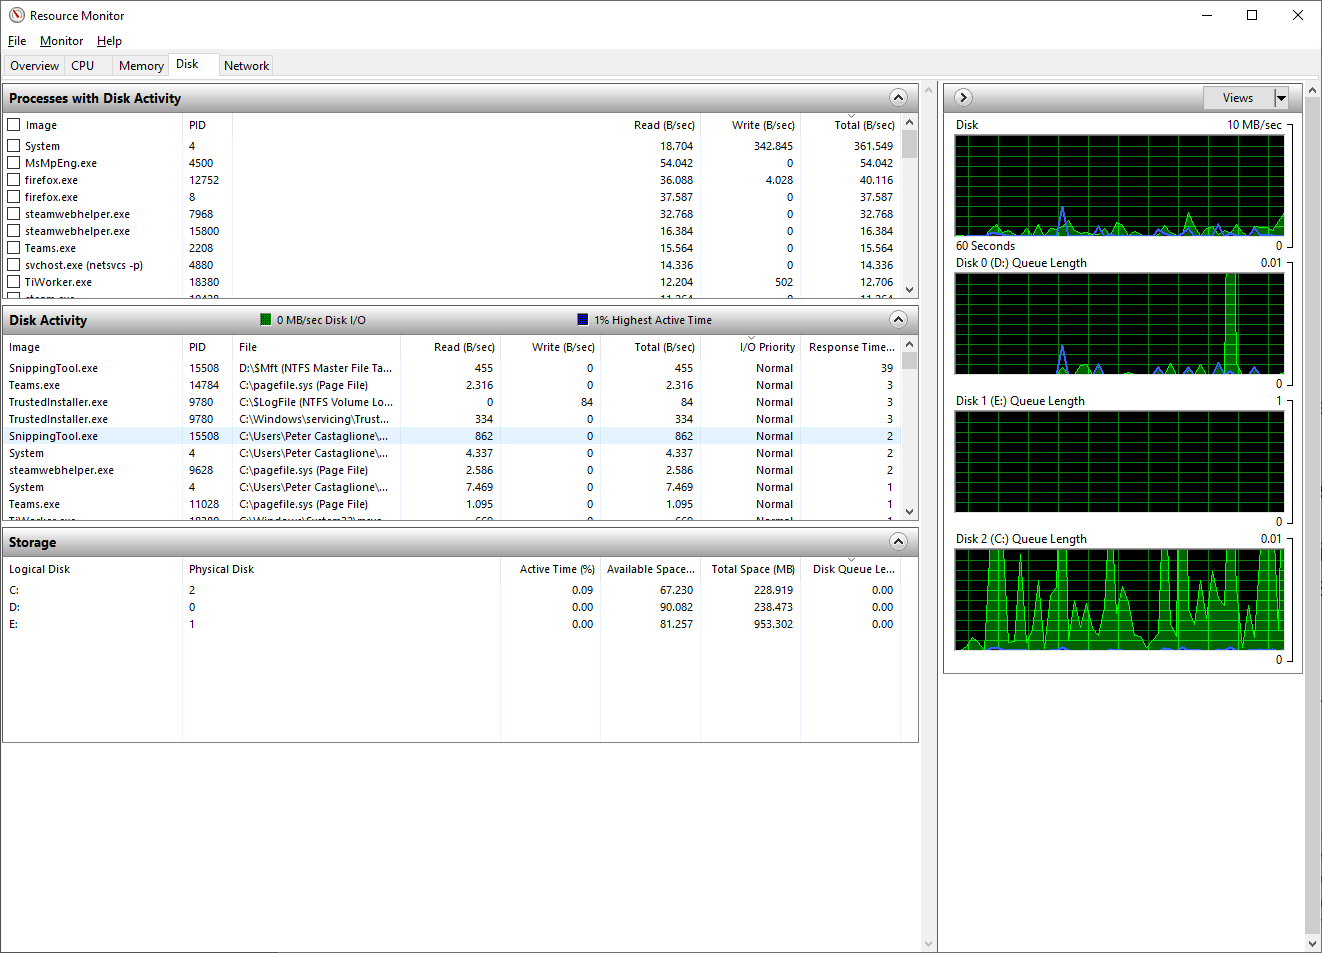 Resource Monitor
File Monitor Help
Overview CPU Memory Disk Network
Processes with Disk Activity
Image PID Read (B/sec) Write (B/sec) Total (B/sec)
System 4 18.704 342.845 361.549
MsMpEng.exe 4500 54.042 0 54.042
firefox.exe 12752 36.088 4.028 40.116
firefox.exe 8 37.587 0 37.587
steamwebhelper.exe 7968 32.768 0 32.768
steamwebhelper.exe 15800 16.384 0 16.384
Teams.exe 2208 15.564 0 15.564
svchost.exe (netsvcs -p) 4880 14.336 0 14.336
TiWorker.exe 18380 12.204 502 12.706
Disk Activity 0 MB/sec Disk I/O 1% Highest Active Time
Image PID File Read (B/sec) Write (B/sec) Total (B/sec) I/O Priority Response Time...
SnippingTool.exe 15508 D:\$Mft (NTFS Master File Ta... 455 0 455 Normal 39
Teams.exe 14784 C:\pagefile.sys (Page File) 2.316 0 2.316 Normal 3
TrustedInstaller.exe 9780 C:\$LogFile (NTFS Volume Lo... 0 84 84 Normal 3
TrustedInstaller.exe 9780 C:\Windows\servicing\Trust... 334 0 334 Normal 3
SnippingTool.exe 15508 C:\Users\Peter Castaglione\... 862 0 862 Normal 2
System 4 C:\Users\Peter Castaglione\... 4.337 0 4.337 Normal 2
steamwebhelper.exe 9628 C:\pagefile.sys (Page File) 2.586 0 2.586 Normal 2
System 4 C:\Users\Peter Castaglione\... 7.469 0 7.469 Normal 1
Teams.exe 11028 C:\pagefile.sys (Page File) 1.095 0 1.095 Normal 1
Storage
Logical Disk Physical Disk Active Time (%) Available Space... Total Space (MB) Disk Queue Le...
C: 2 0.09 67.230 228.919 0.00
D: 0 0.00 90.082 238.473 0.00
E: 1 0.00 81.257 953.302 0.00
Views
Disk 10 MB/sec
60 Seconds 0
Disk 0 (D:) Queue Length 0.01
0
Disk 1 (E:) Queue Length 1
0
Disk 2 (C:) Queue Length 0.01
0